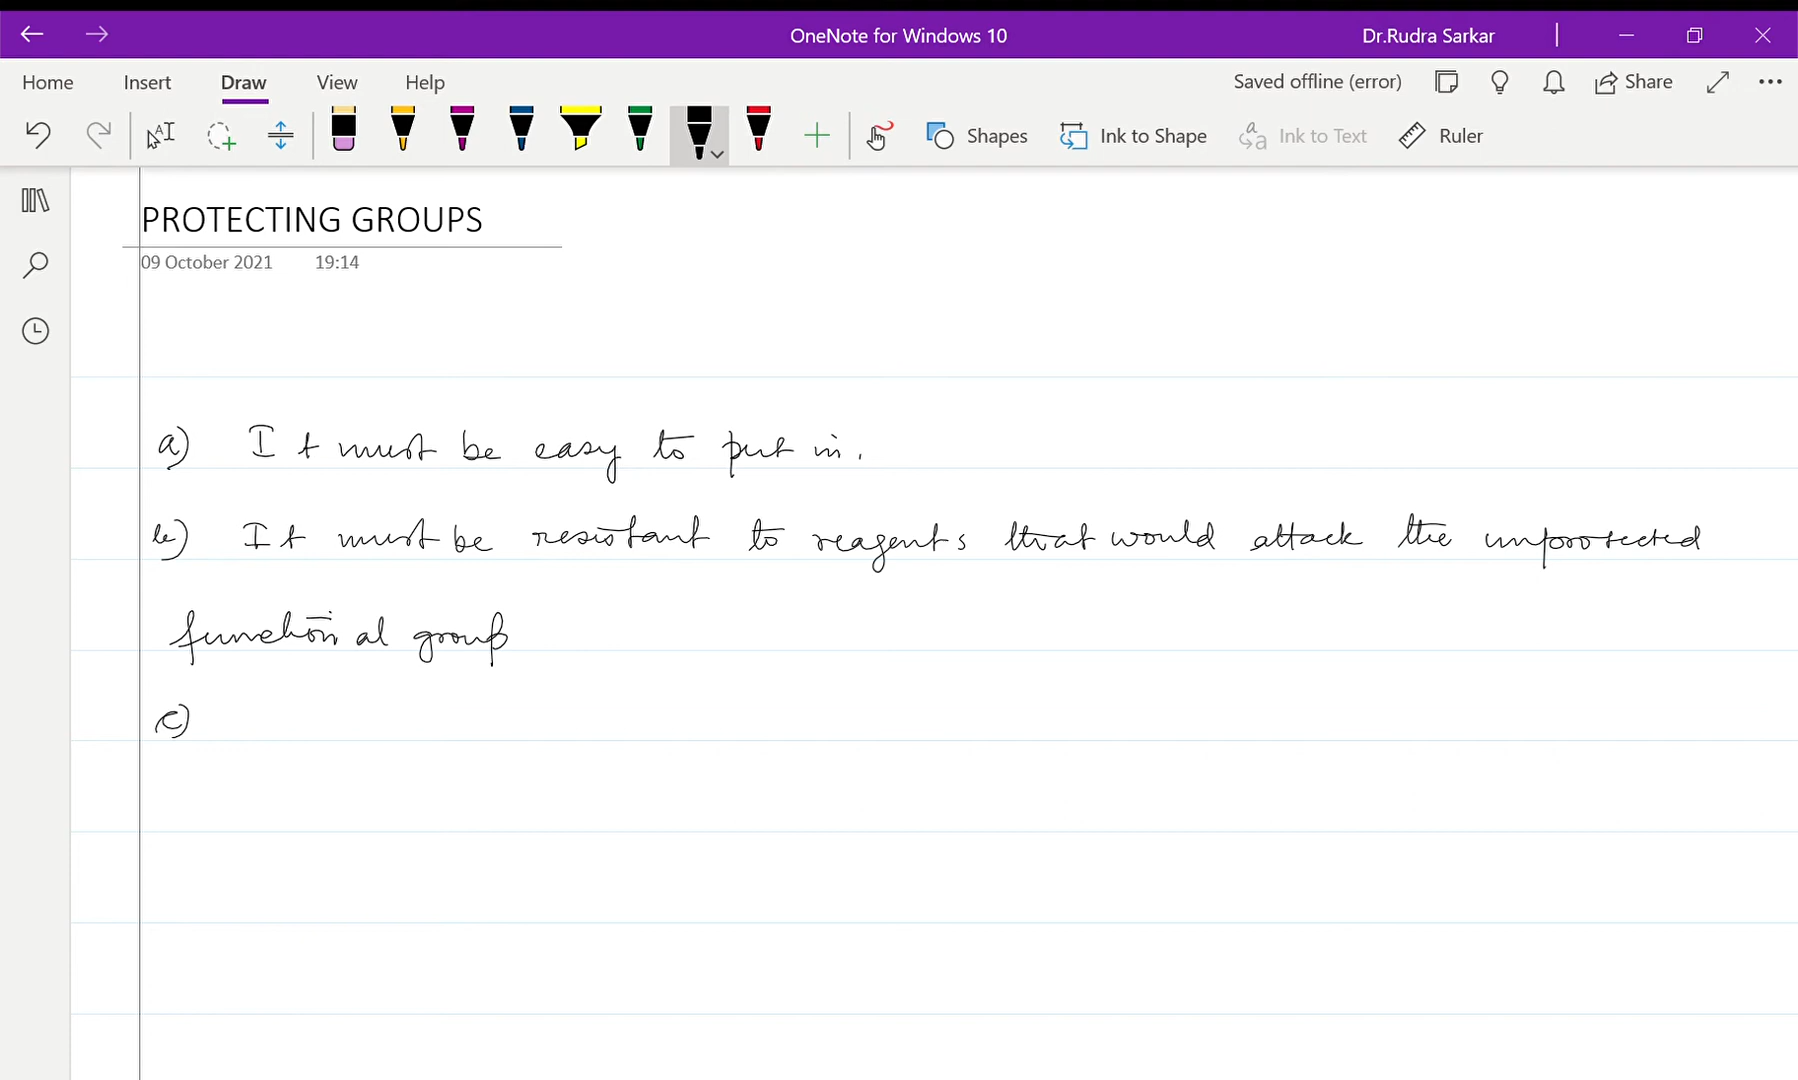 OneNote for Windows 10
Dr.Rudra Sarkar
Home Insert Draw View Help
Saved offline (error)
Share
Shapes Ink to Shape Ink to Text Ruler
PROTECTING GROUPS
09 October 2021 19:14
a) It must be easy to put in.
b) It must be resistant to reagents that would attack the unprotected
functional group
c)